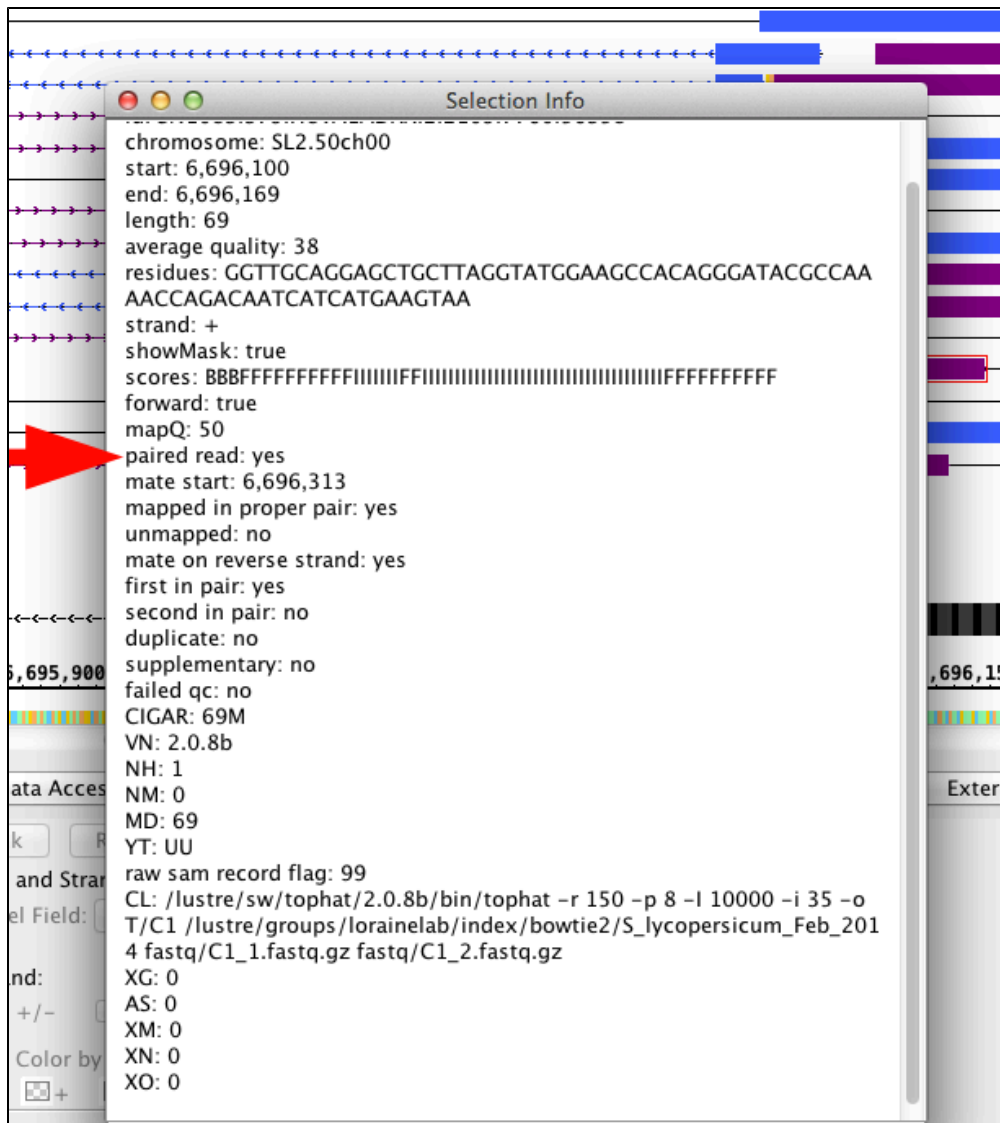 Selection Info
chromosome: SL2.50ch00
start: 6,696,100
end: 6,696,169
length: 69
average quality: 38
residues: GGTTGCAGGAGCTGCTTAGGTATGGAAGCCACAGGGATACGCCAA
AACCAGACAATCATCATGAAGTAA
strand: +
showMask: true
scores: BBBFFFFFFFFFFIIIIIIIFFIIIIIIIIIIIIIIIIIIIIIIIIIIIIIIIIIIIIIFFFFFFFFFF
forward: true
mapQ: 50
paired read: yes
mate start: 6,696,313
mapped in proper pair: yes
unmapped: no
mate on reverse strand: yes
first in pair: yes
second in pair: no
duplicate: no
supplementary: no
5,695,900
,696,15
failed qc: no
CIGAR: 69M
VN: 2.0.8b
NH: 1
ata Acces
Exter
NM: 0
MD: 69
k
R
YT: UU
raw sam record flag: 99
and Stran
CL: /lustre/sw/tophat/2.0.8b/bin/tophat -r 150 -p 8 -I 10000 -i 35 -o
el Field:
T/C1 /lustre/groups/lorainelab/index/bowtie2/S_lycopersicum_Feb_201
4 fastq/C1_1.fastq.gz fastq/C1_2.fastq.gz
nd:
XG: 0
+/-
AS: 0
XM: 0
Color by
XN: 0
XO: 0
+